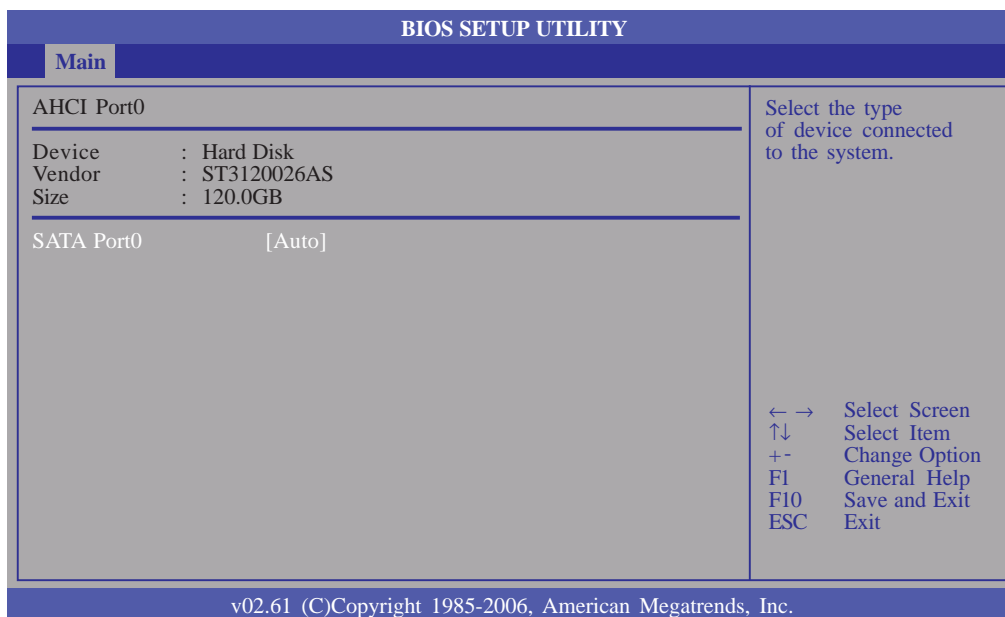 BIOS SETUP UTILITY
Main
AHCI Port0
Device : Hard Disk
Vendor : ST3120026AS
Size : 120.0GB
SATA Port0 [Auto]
Select the type
of device connected
to the system.
← → Select Screen
↑↓ Select Item
+- Change Option
F1 General Help
F10 Save and Exit
ESC Exit
v02.61 (C)Copyright 1985-2006, American Megatrends, Inc.